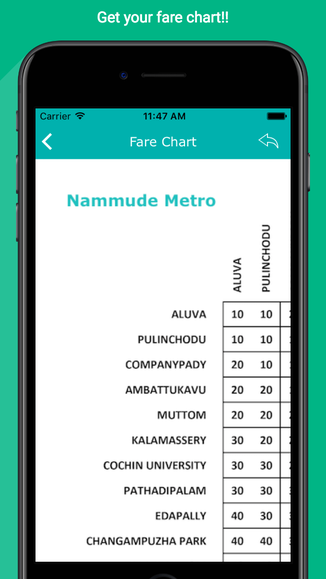 Get your fare chart!!
Carrier 11:47 AM
Fare Chart
Nammude Metro
ALUVA
PULINCHODU
ALUVA 10 10
PULINCHODU 10 10
COMPANYPADY 20 10
AMBATTUKAVU 20 20
MUTTOM 20 20
KALAMASSERY 30 20
COCHIN UNIVERSITY 30 30
PATHADIPALAM 30 30
EDAPALLY 40 30
CHANGAMPUZHA PARK 40 40